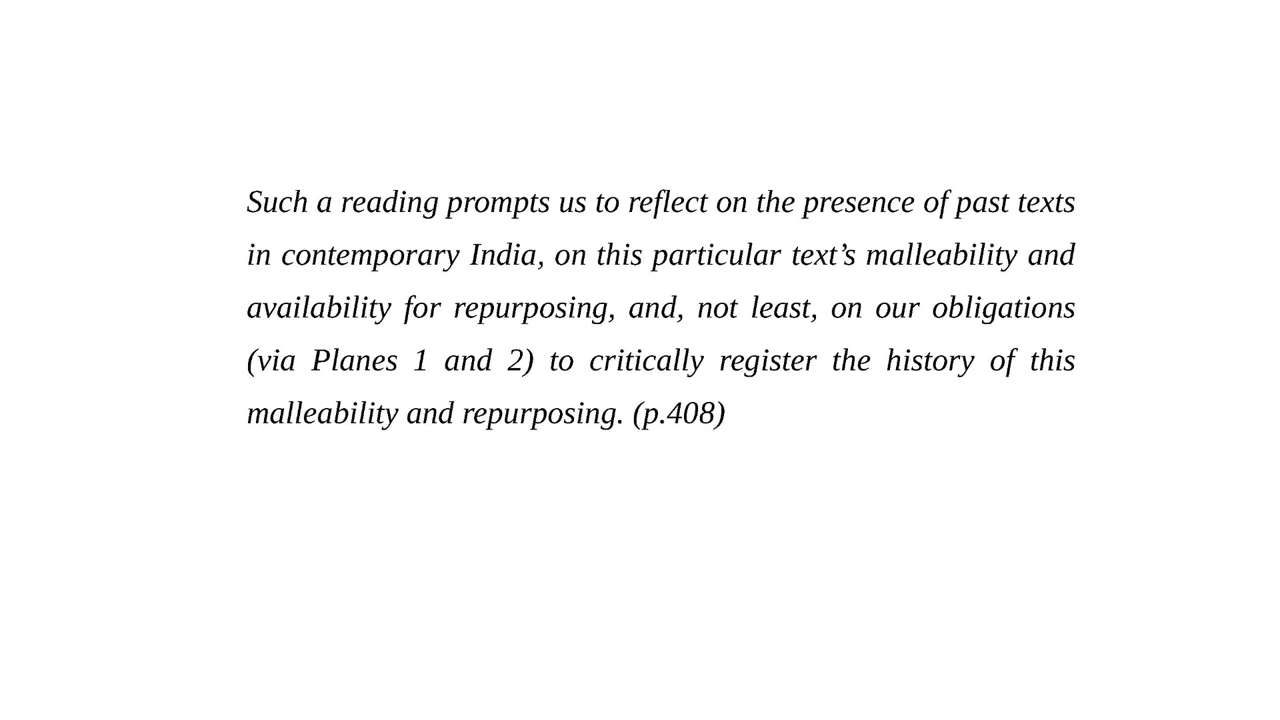 Such a reading prompts us to reflect on the presence of past texts
in contemporary India, on this particular text’s malleability and
availability for repurposing, and, not least, on our obligations
(via Planes 1 and 2) to critically register the history of this
malleability and repurposing. (p.408)